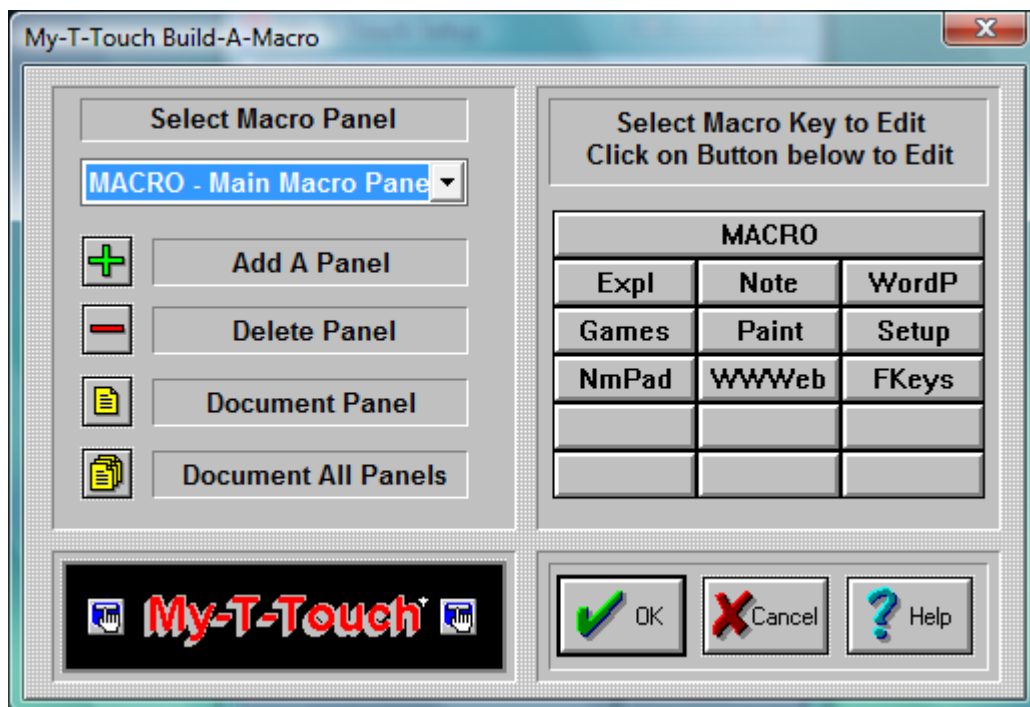 My-T-Touch Build-A-Macro
Select Macro Panel
MACRO - Main Macro Pane
Add A Panel
Delete Panel
Document Panel
Document All Panels
Select Macro Key to Edit
Click on Button below to Edit
MACRO
Expl Note WordP
Games Paint Setup
NmPad WWWeb FKeys
My-T-Touch
OK Cancel Help